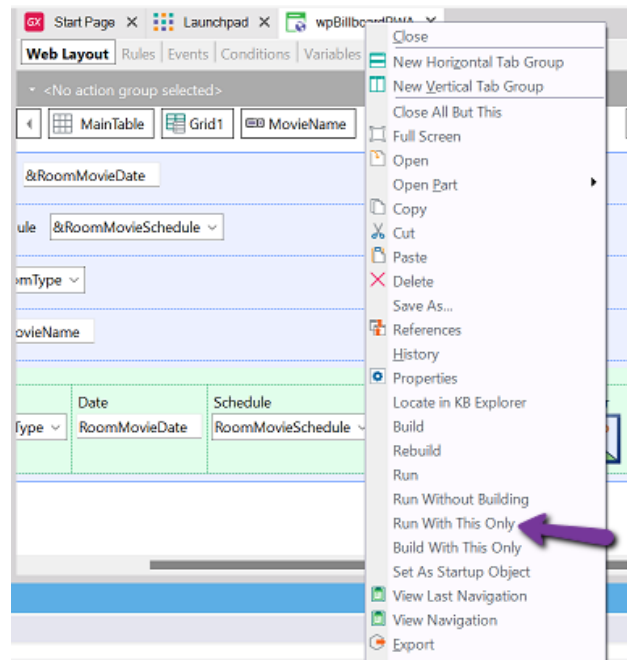 GX Start Page X Launchpad X wpBillboardPWA
Web Layout Rules Events Conditions Variables
<No action group selected>
MainTable Grid1 MovieName
&RoomMovieDate
ule &RoomMovieSchedule
omType
ovieName
Date Schedule
Type RoomMovieDate RoomMovieSchedule
Close
New Horizontal Tab Group
New Vertical Tab Group
Close All But This
Full Screen
Open
Open Part
Copy
Cut
Paste
Delete
Save As...
References
History
Properties
Locate in KB Explorer
Build
Rebuild
Run
Run Without Building
Run With This Only
Build With This Only
Set As Startup Object
View Last Navigation
View Navigation
Export